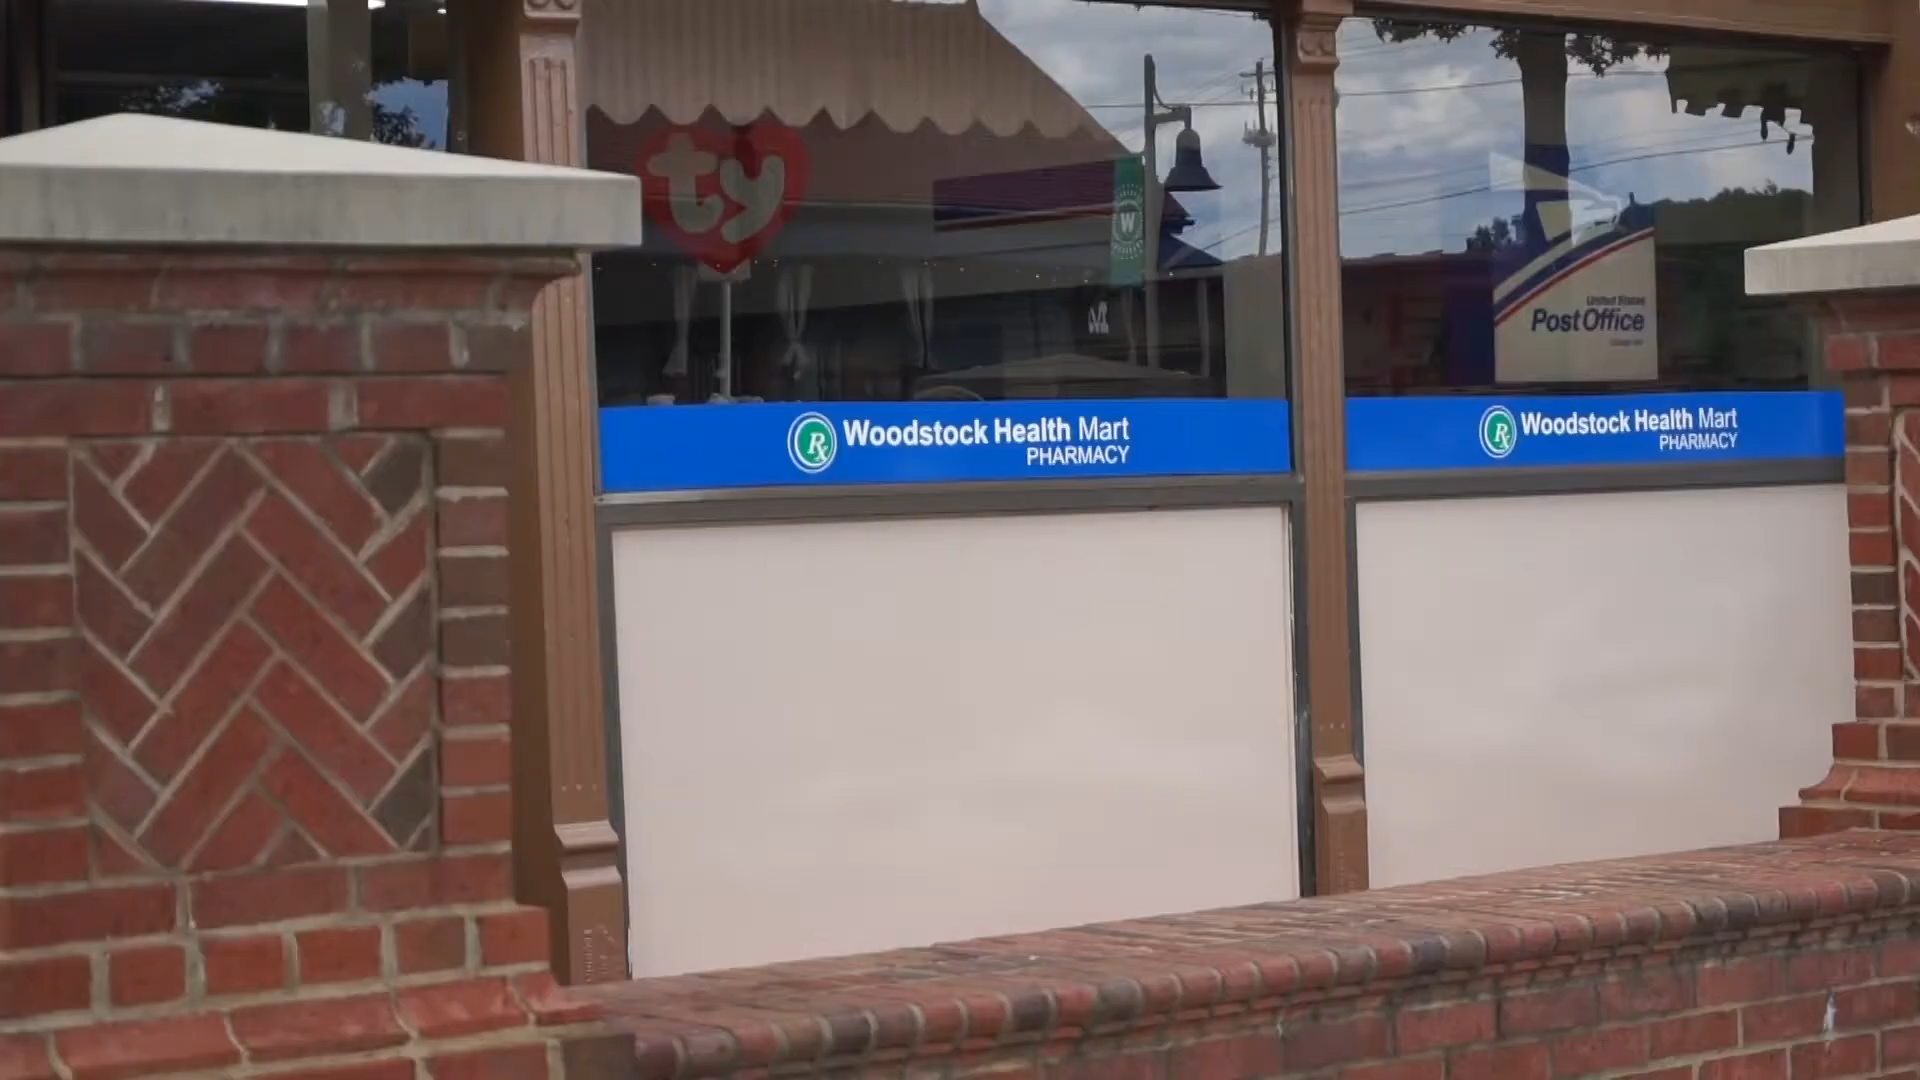 ty
W
United States
Post Office
Rx
Woodstock Health Mart
PHARMACY
Rx
Woodstock Health Mart
PHARMACY